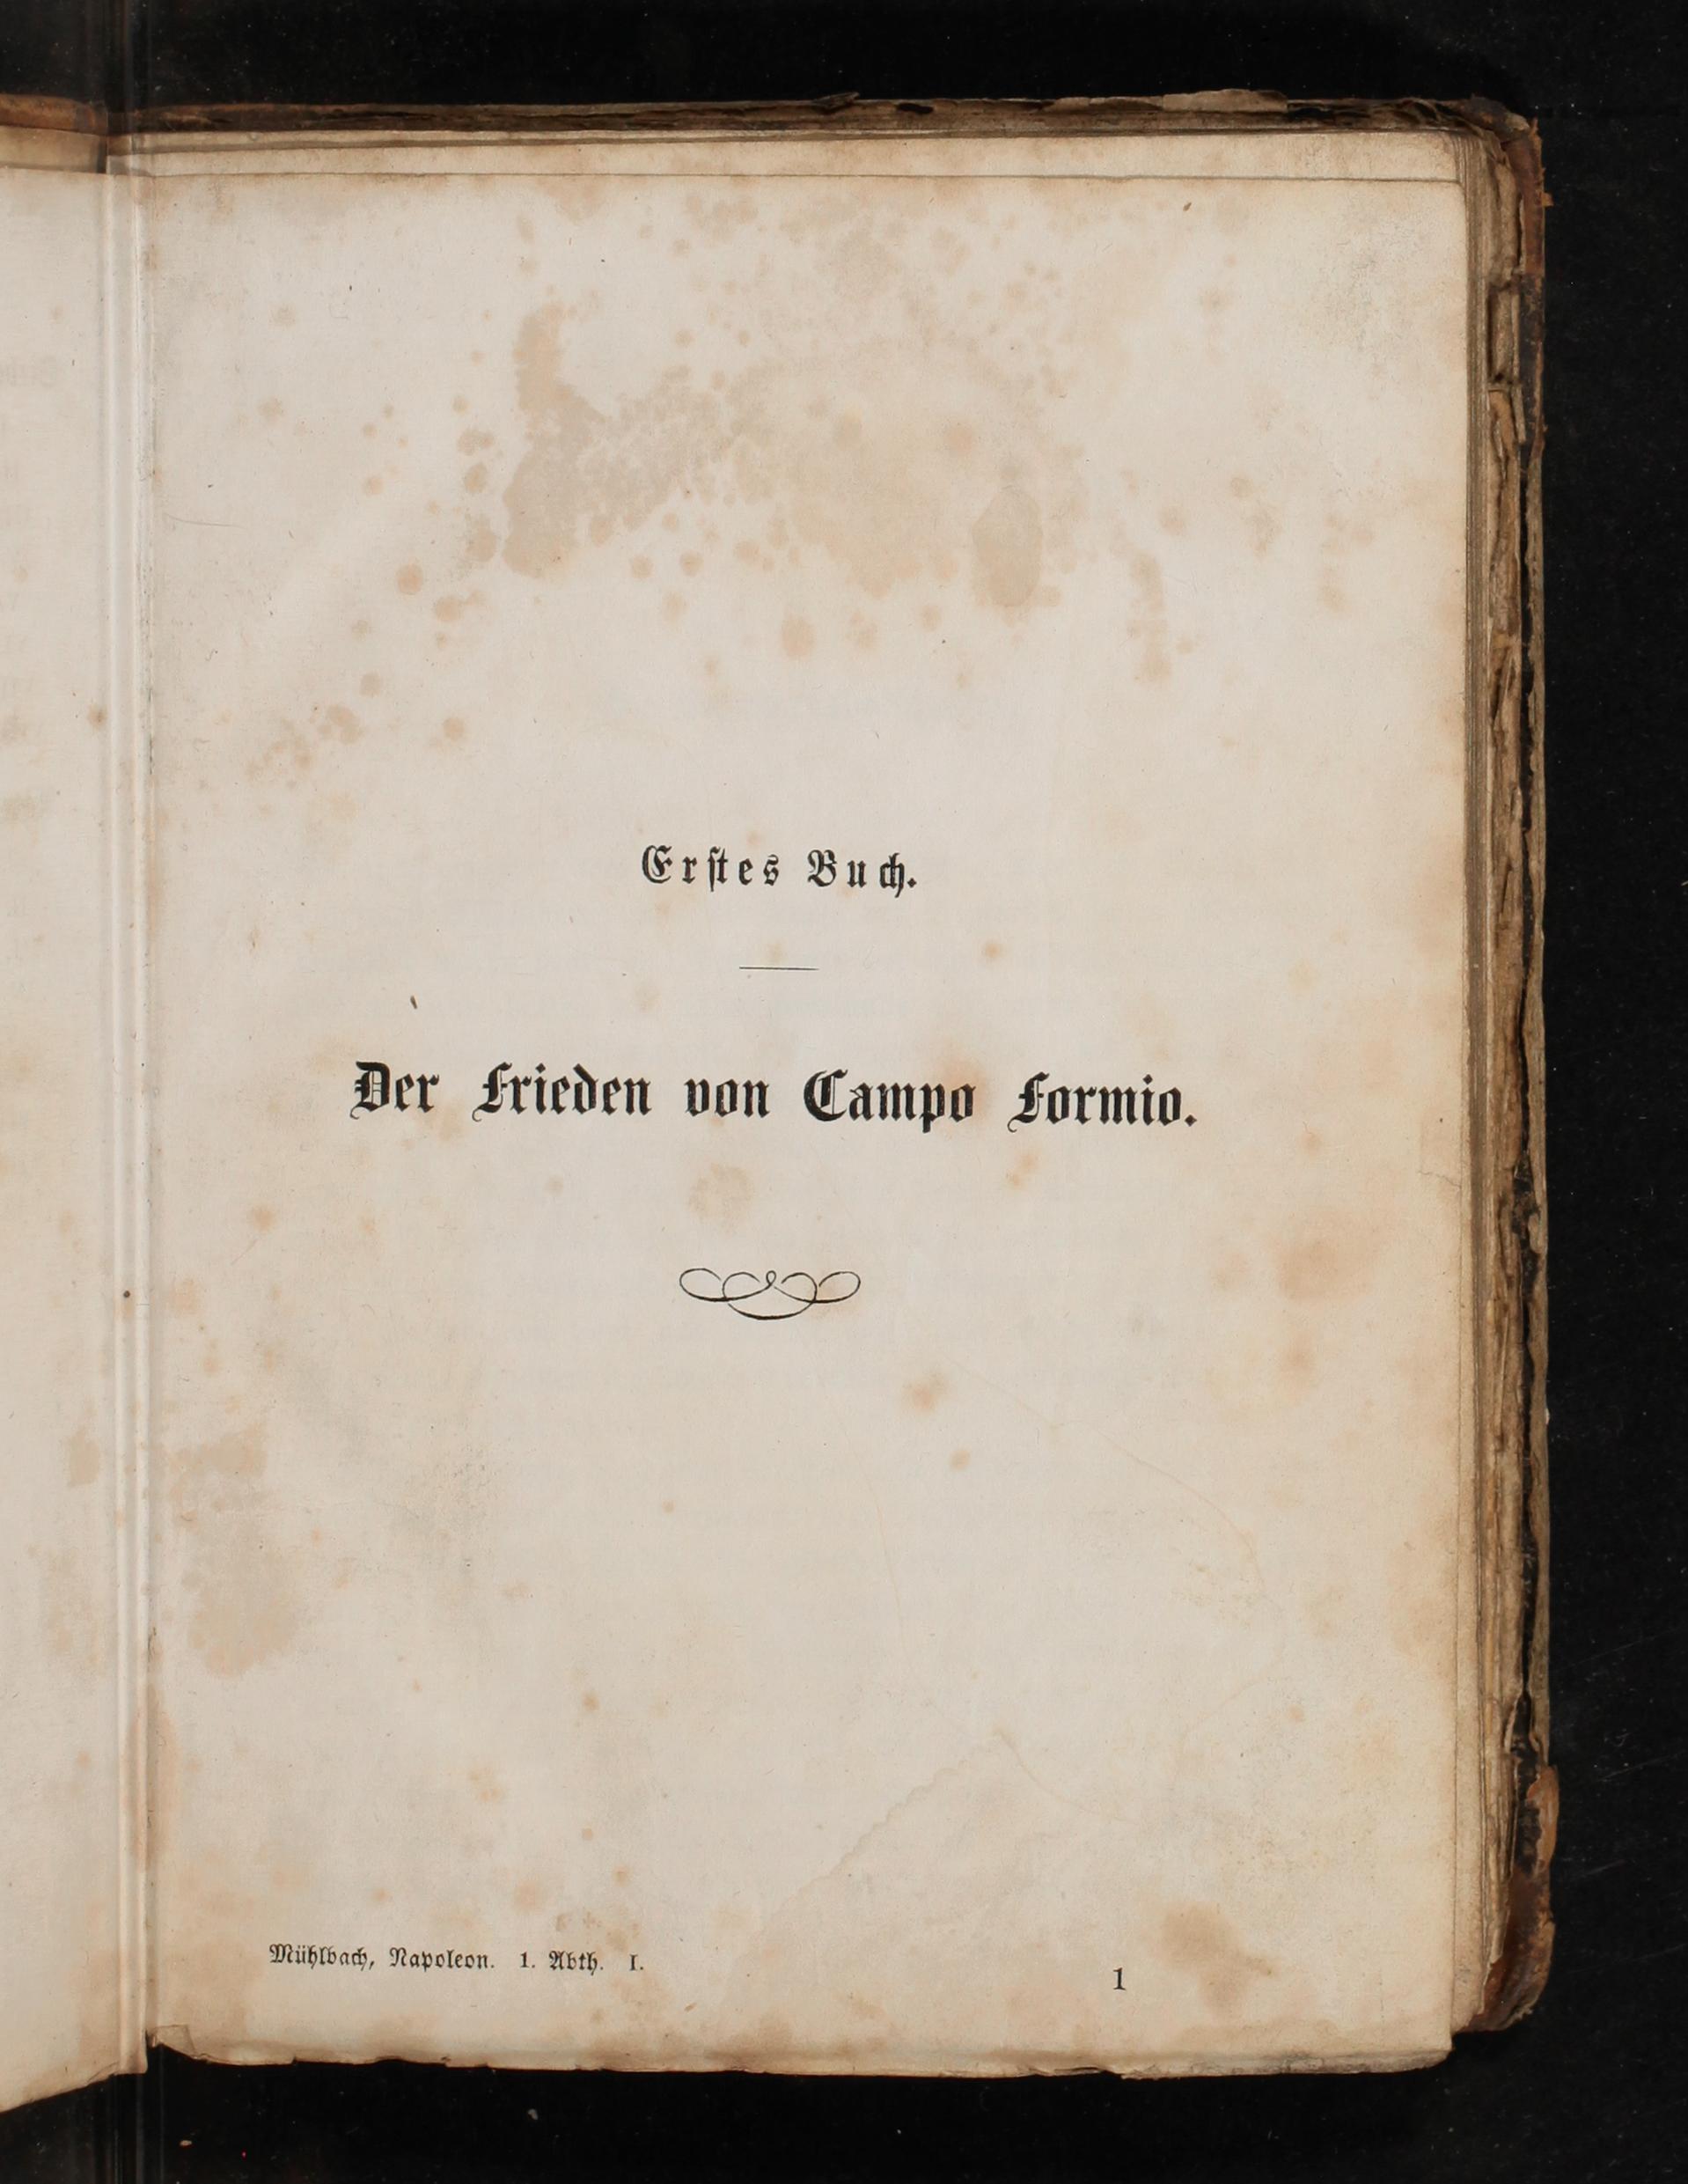 Erstes Buch.
Der Frieden von Campo Formio.
Mühlbach, Napoleon. 1. Abth. I.
1